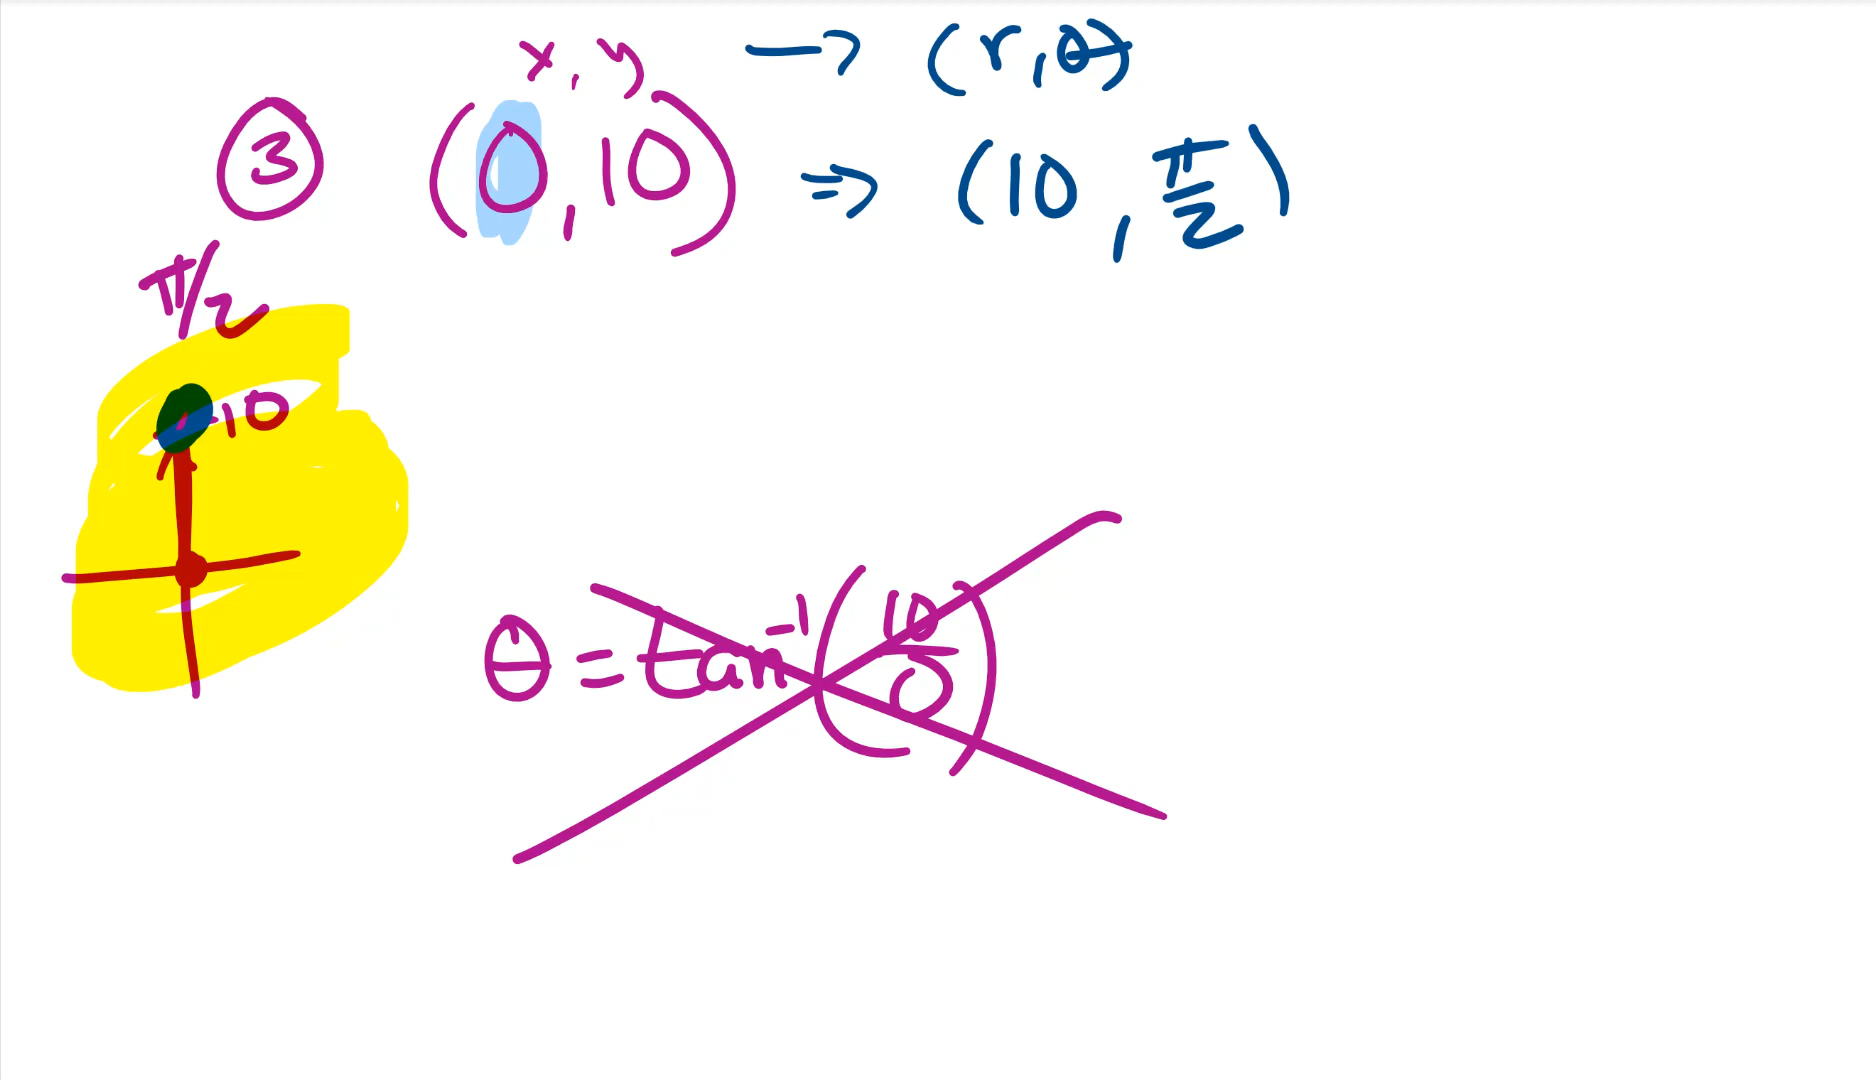 x, y → (r, θ)
③ (0, 10) ⇒ (10, π/2)
π/2
10
θ = tan⁻¹(10/0)